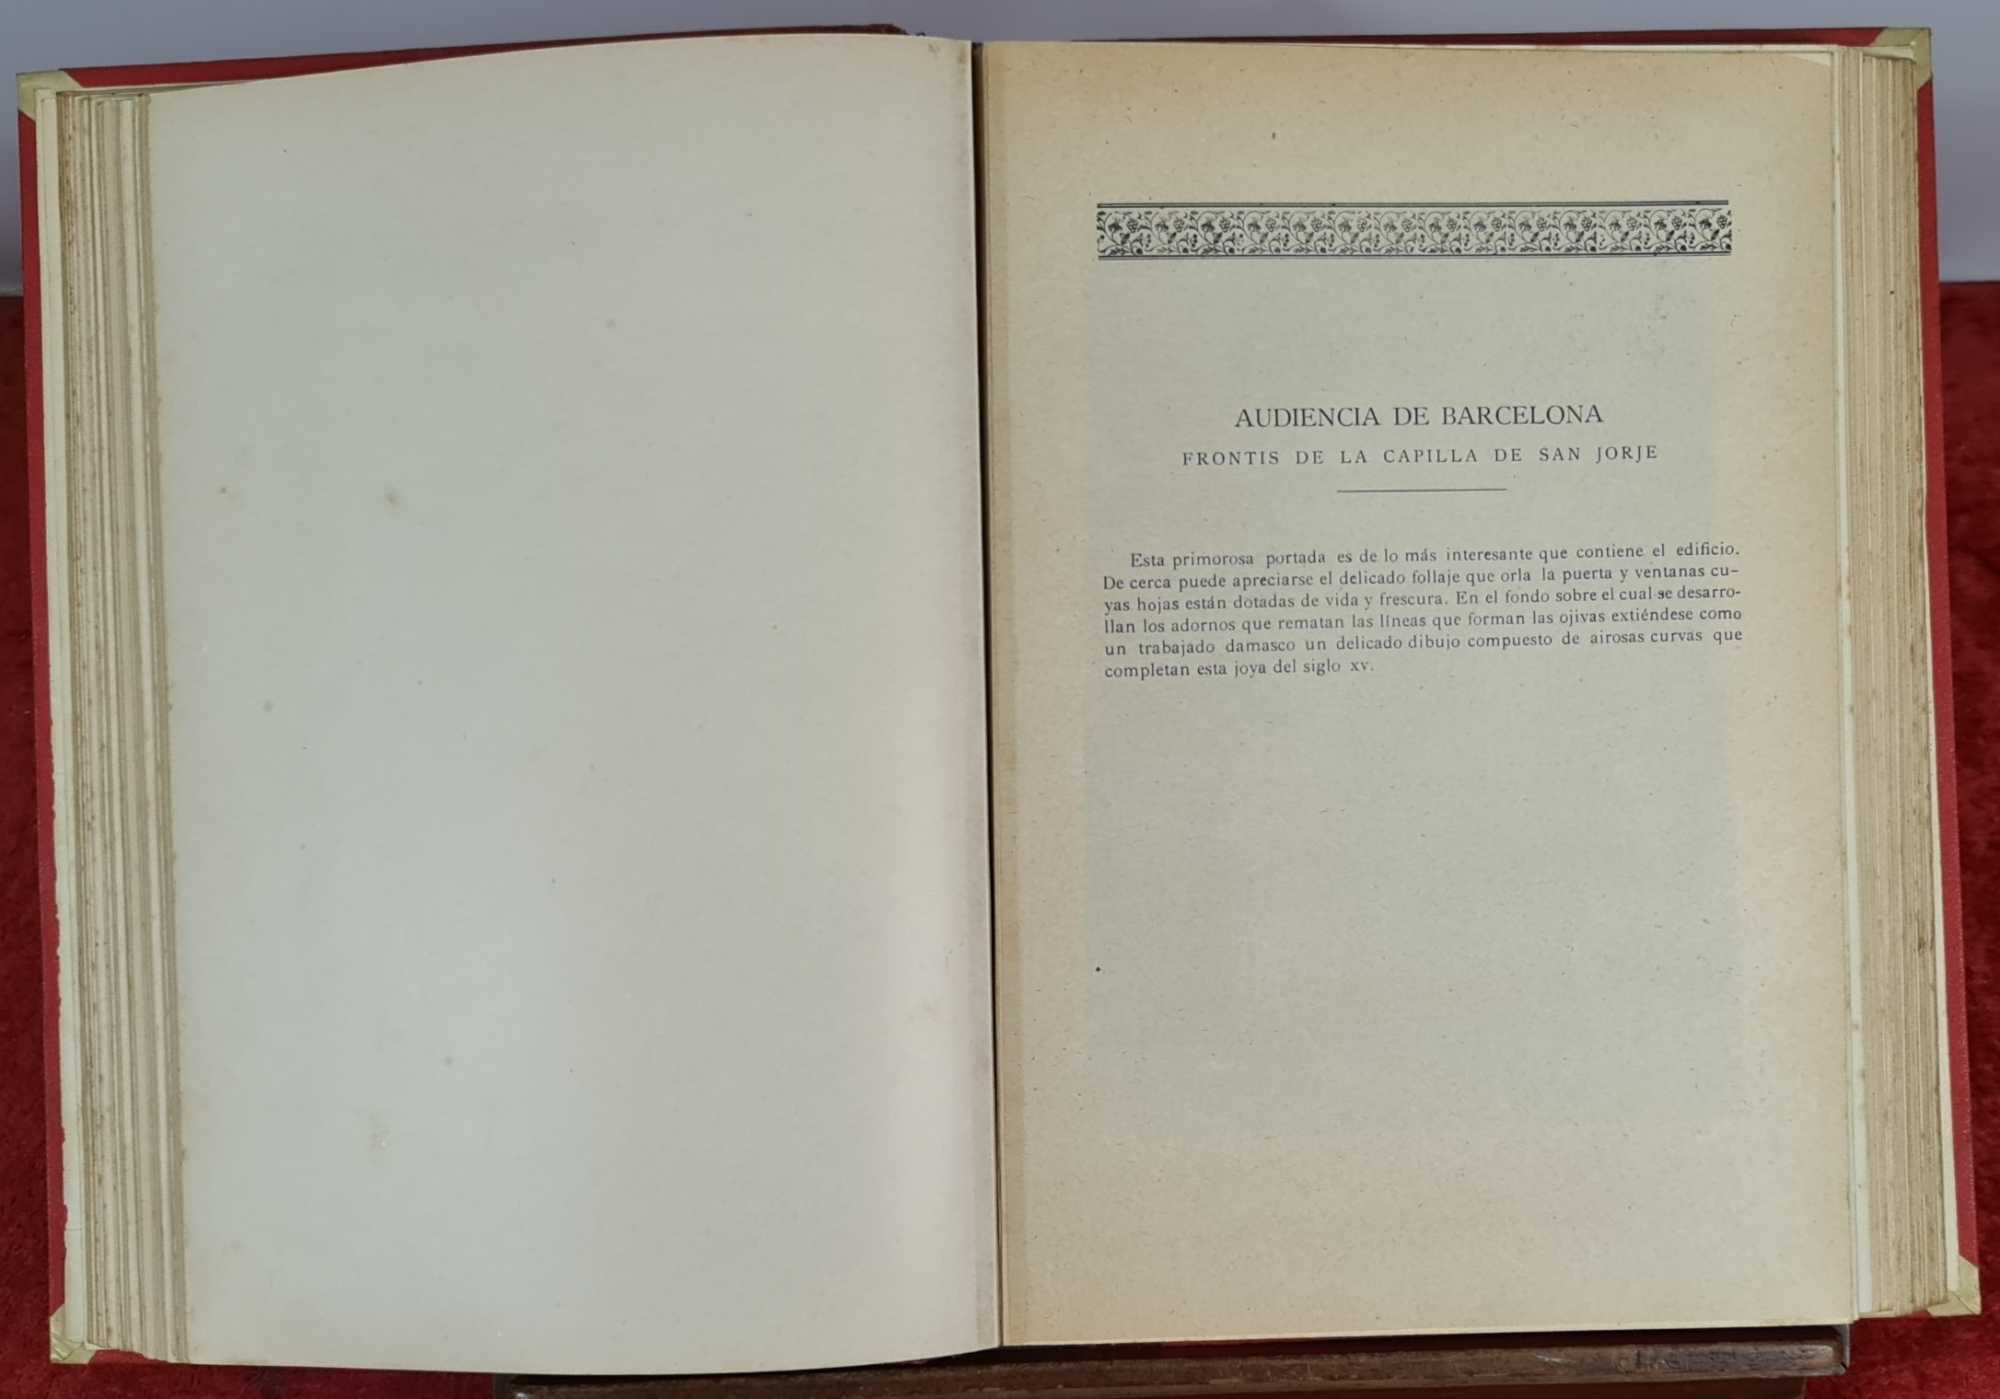 AUDIENCIA DE BARCELONA
FRONTIS DE LA CAPILLA DE SAN JORJE
Esta primorosa portada es de lo más interesante que contiene el edificio.
De cerca puede apreciarse el delicado follaje que orla la puerta y ventanas cu-
yas hojas están dotadas de vida y frescura. En el fondo sobre el cual se desarro-
llan los adornos que rematan las líneas que forman las ojivas extiéndese como
un trabajado damasco un delicado dibujo compuesto de airosas curvas que
completan esta joya del siglo XV.